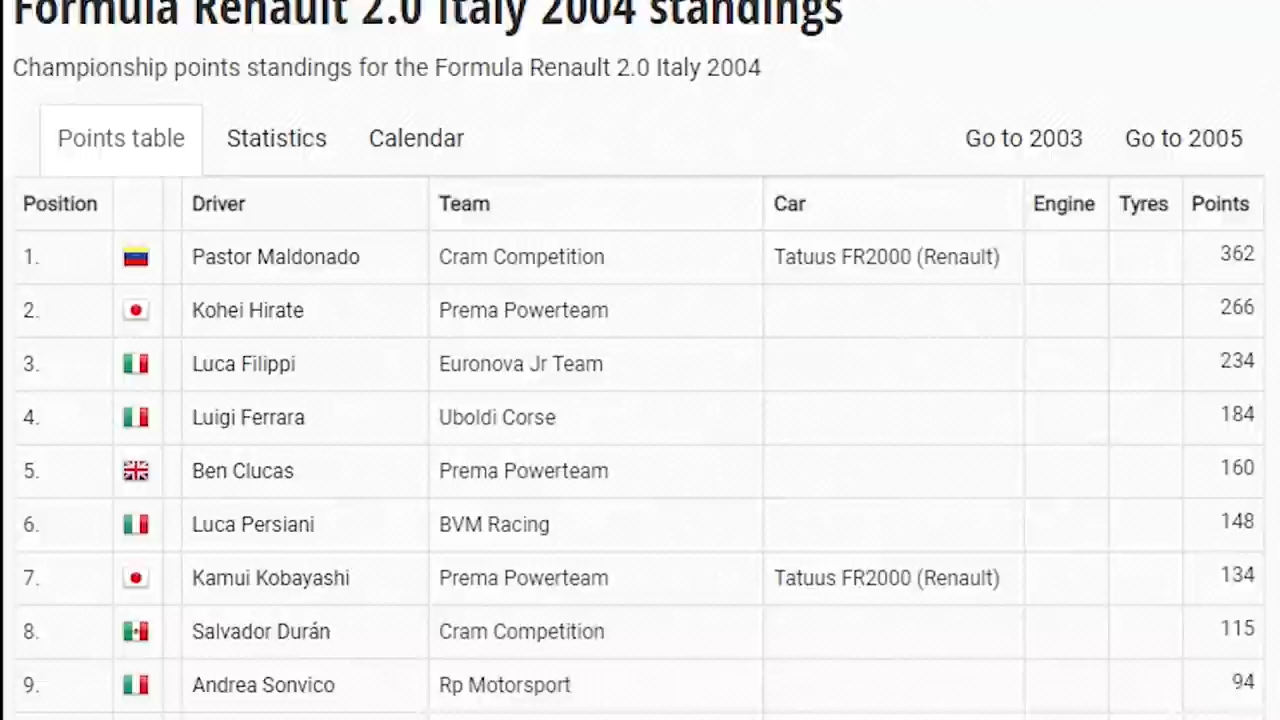 Formula Renault 2.0 Italy 2004 standings
Championship points standings for the Formula Renault 2.0 Italy 2004
Points table Statistics Calendar Go to 2003 Go to 2005
Position Driver Team Car Engine Tyres Points
1. Pastor Maldonado Cram Competition Tatuus FR2000 (Renault) 362
2. Kohei Hirate Prema Powerteam 266
3. Luca Filippi Euronova Jr Team 234
4. Luigi Ferrara Uboldi Corse 184
5. Ben Clucas Prema Powerteam 160
6. Luca Persiani BVM Racing 148
7. Kamui Kobayashi Prema Powerteam Tatuus FR2000 (Renault) 134
8. Salvador Durán Cram Competition 115
9. Andrea Sonvico Rp Motorsport 94